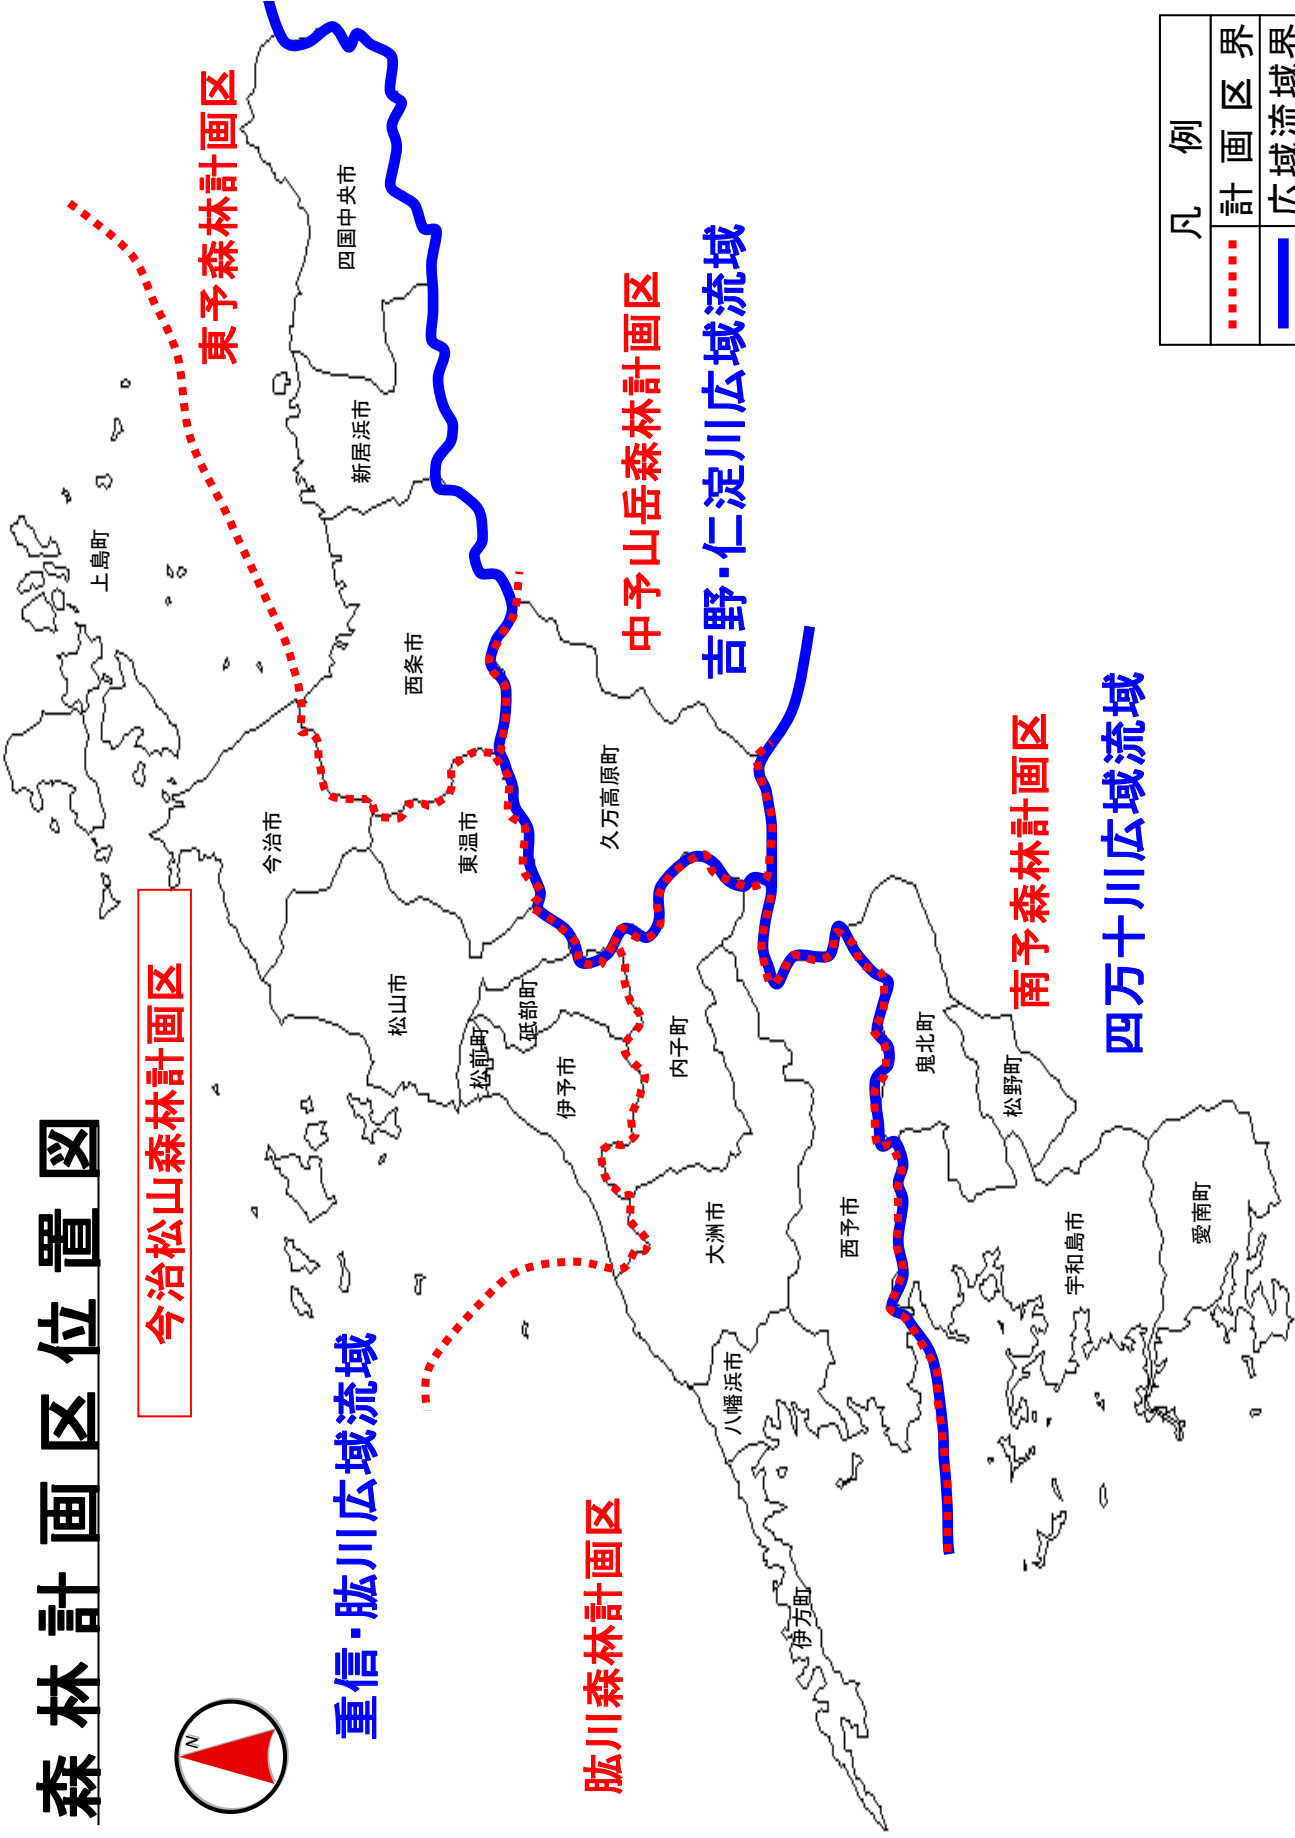 森林計画区位置図
N
今治松山森林計画区
東予森林計画区
重信・肱川広域流域
肱川森林計画区
中予山岳森林計画区
吉野・仁淀川広域流域
南予森林計画区
四万十川広域流域
上島町
今治市
松山市
松前町
砥部町
伊予市
東温市
西条市
新居浜市
四国中央市
久万高原町
内子町
大洲市
八幡浜市
伊方町
西予市
鬼北町
松野町
宇和島市
愛南町
凡例
計画区界
広域流域界